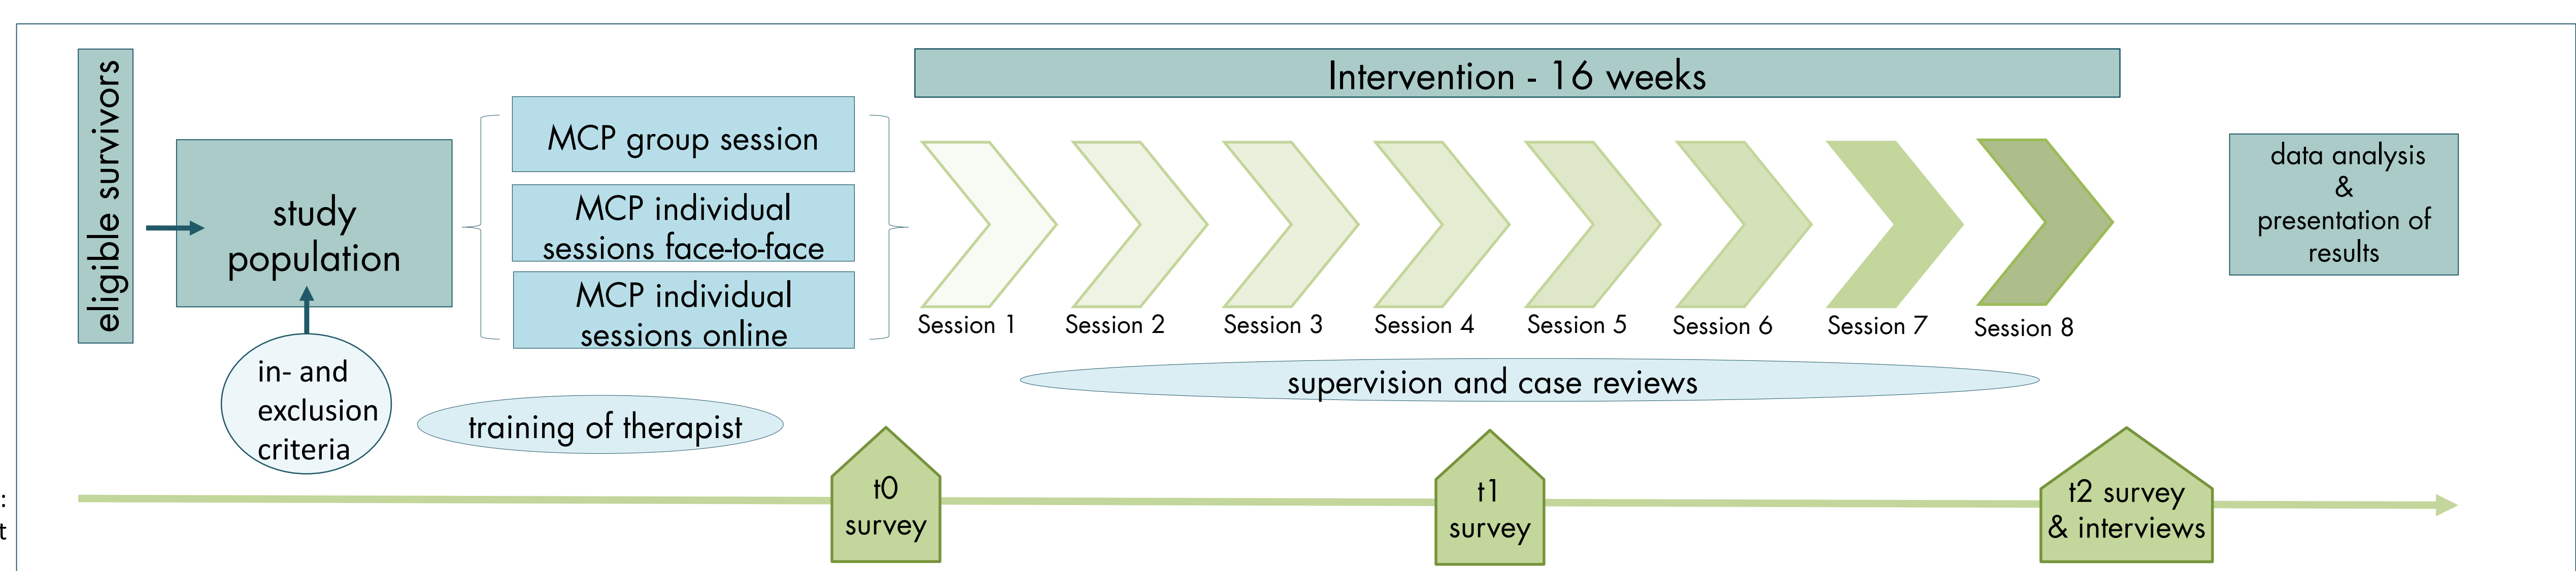 eligible survivors
study
population
in- and
exclusion
criteria
MCP group session
MCP individual
sessions face-to-face
MCP individual
sessions online
training of therapist
Intervention - 16 weeks
Session 1
Session 2
Session 3
Session 4
Session 5
Session 6
Session 7
Session 8
supervision and case reviews
data analysis
&
presentation of
results
:
t
t0
survey
t1
survey
t2 survey
& interviews